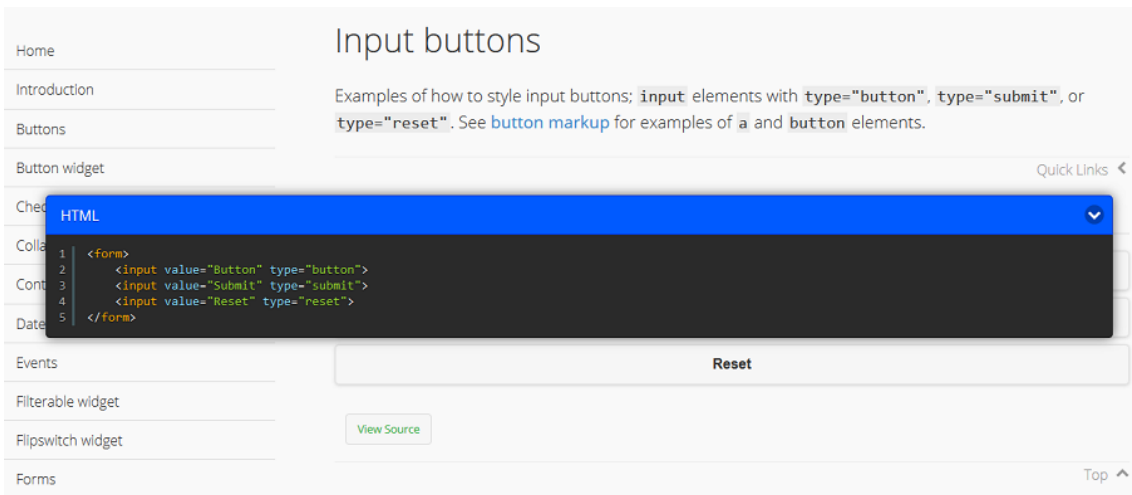 Home
Introduction
Buttons
Button widget
Events
Filterable widget
Flipswitch widget
Forms
Input buttons
Examples of how to style input buttons; input elements with type="button", type="submit", or
type="reset". See button markup for examples of a and button elements.
Quick Links
HTML
1 <form>
2 <input value="Button" type="button">
3 <input value="Submit" type="submit">
4 <input value="Reset" type="reset">
5 </form>
Reset
View Source
Top